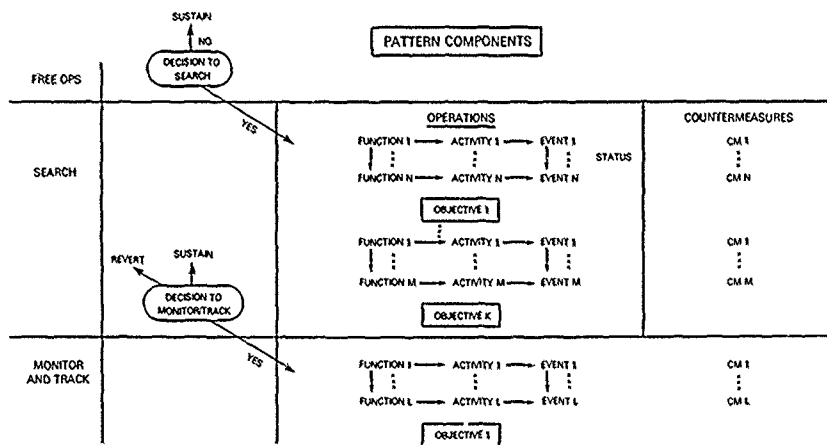 SUSTAIN
NO
PATTERN COMPONENTS
DECISION TO
SEARCH
FREE OPS
YES
OPERATIONS
COUNTERMEASURES
FUNCTION 1 ACTIVITY 1 EVENT 1
STATUS
CM 1
SEARCH
FUNCTION N ACTIVITY N EVENT N
CM N
OBJECTIVE 1
FUNCTION 1 ACTIVITY 1 EVENT 1
CM 1
SUSTAIN
REVERT
FUNCTION M ACTIVITY M EVENT M
CM M
DECISION TO
MONITOR/TRACK
OBJECTIVE K
YES
MONITOR
AND TRACK
FUNCTION 1 ACTIVITY 1 EVENT 1
CM 1
FUNCTION L ACTIVITY L EVENT L
CM L
OBJECTIVE 1